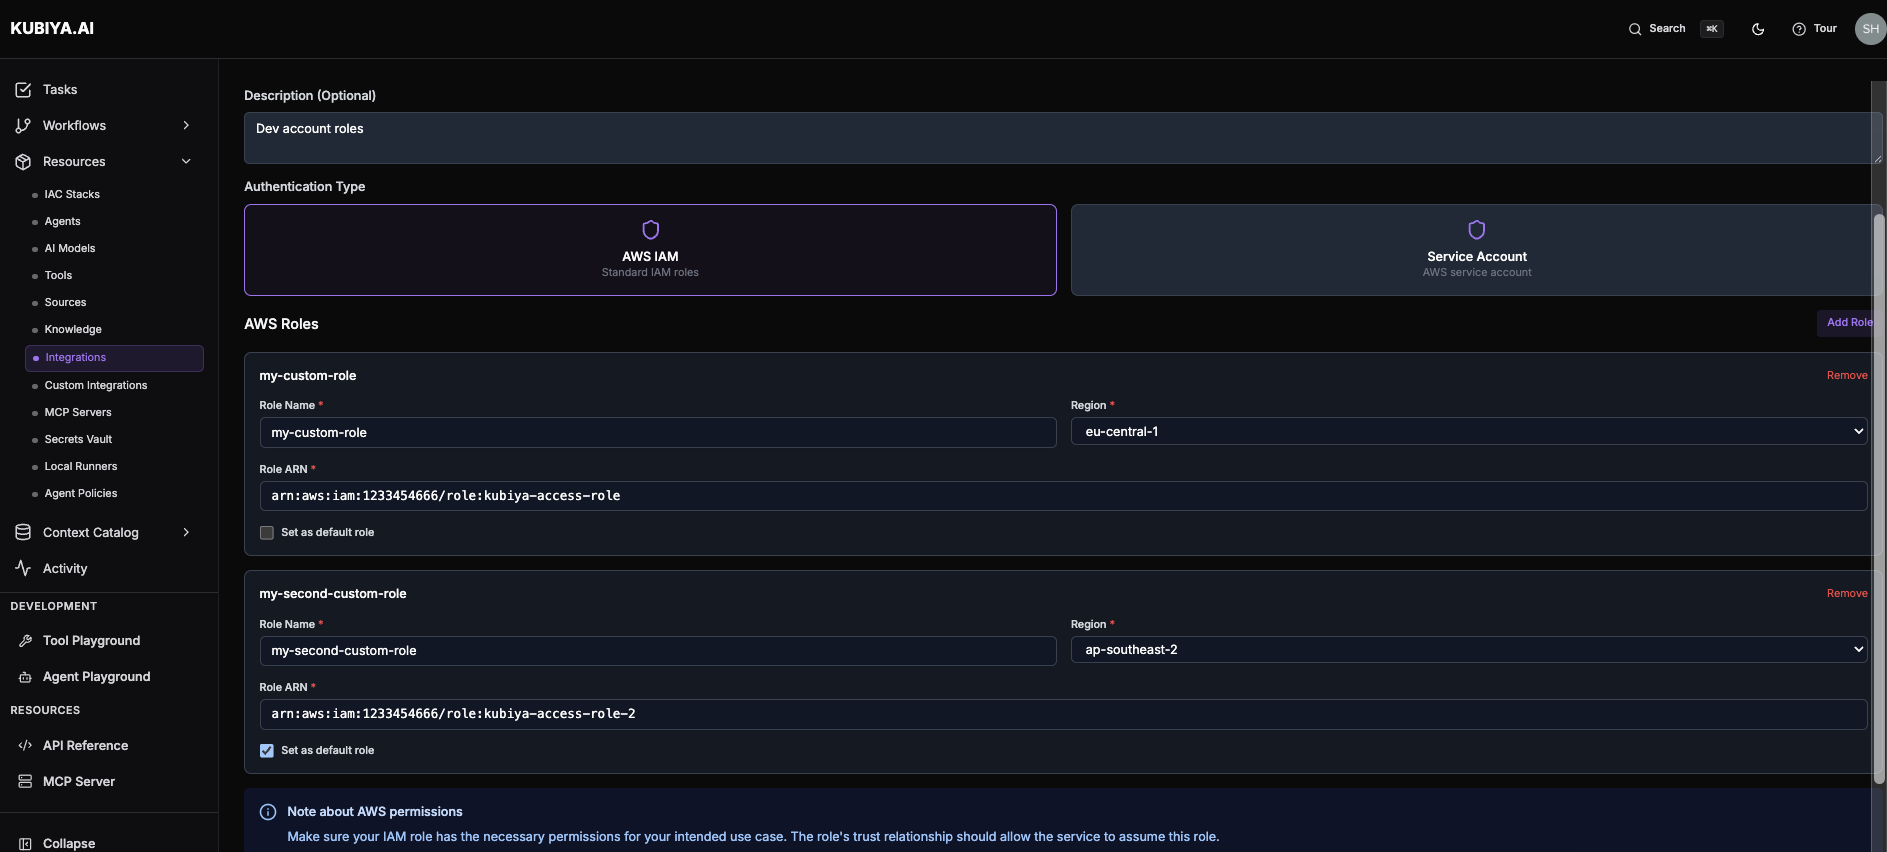 KUBIYA.AI
Search
⌘K
Tour
SH
Tasks
Workflows
Resources
IAC Stacks
Agents
AI Models
Tools
Sources
Knowledge
Integrations
Custom Integrations
MCP Servers
Secrets Vault
Local Runners
Agent Policies
Context Catalog
Activity
DEVELOPMENT
Tool Playground
Agent Playground
RESOURCES
API Reference
MCP Server
Collapse
Description (Optional)
Dev account roles
Authentication Type
AWS IAM
Standard IAM roles
Service Account
AWS service account
AWS Roles
Add Role
my-custom-role
Remove
Role Name *
Region *
my-custom-role
eu-central-1
Role ARN *
arn:aws:iam:1233454666/role:kubiya-access-role
Set as default role
my-second-custom-role
Remove
Role Name *
Region *
my-second-custom-role
ap-southeast-2
Role ARN *
arn:aws:iam:1233454666/role:kubiya-access-role-2
Set as default role
Note about AWS permissions
Make sure your IAM role has the necessary permissions for your intended use case. The role's trust relationship should allow the service to assume this role.